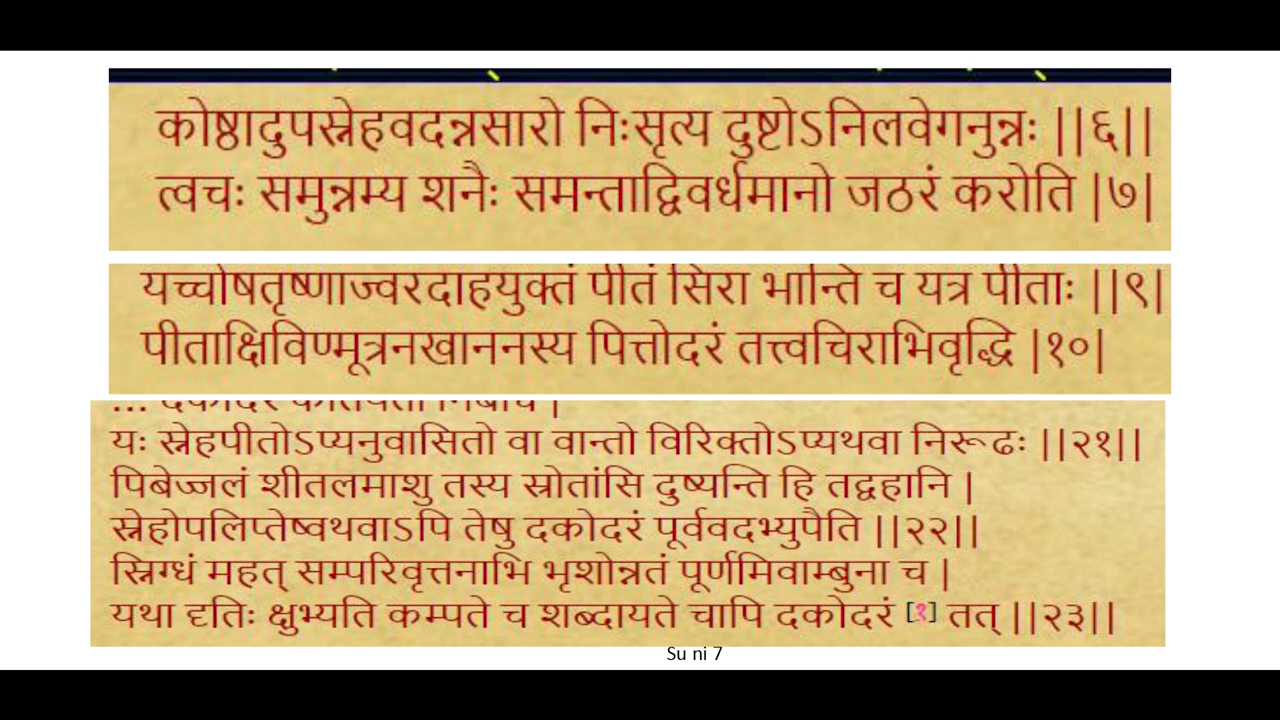 कोष्ठादुपस्नेहवदन्नसारो निःसृत्य दुष्टोऽनिलवेगनुन्नः ||६||
त्वचः समुन्नम्य शनैः समन्ताद्विवर्धमानो जठरं करोति |७|
यच्चोषतृष्णाज्वरदाहयुक्तं पीतं सिरा भान्ति च यत्र पीताः ||९|
पीताक्षिविण्मूत्रनखाननस्य पित्तोदरं तत्त्वचिराभिवृद्धि |१०|
यः स्नेहपीतोऽप्यनुवासितो वा वान्तो विरिक्तोऽप्यथवा निरूढः ||२१||
पिबेज्जलं शीतलमाशु तस्य स्रोतांसि दुष्यन्ति हि तद्वहानि |
स्नेहोपलिप्तेष्वथवाऽपि तेषु दकोदरं पूर्ववदभ्युपैति ||२२||
स्निग्धं महत् सम्परिवृत्तनाभि भृशोन्नतं पूर्णमिवाम्बुना च |
यथा दृतिः क्षुभ्यति कम्पते च शब्दायते चापि दकोदरं [१] तत् ||२३||
Su ni 7